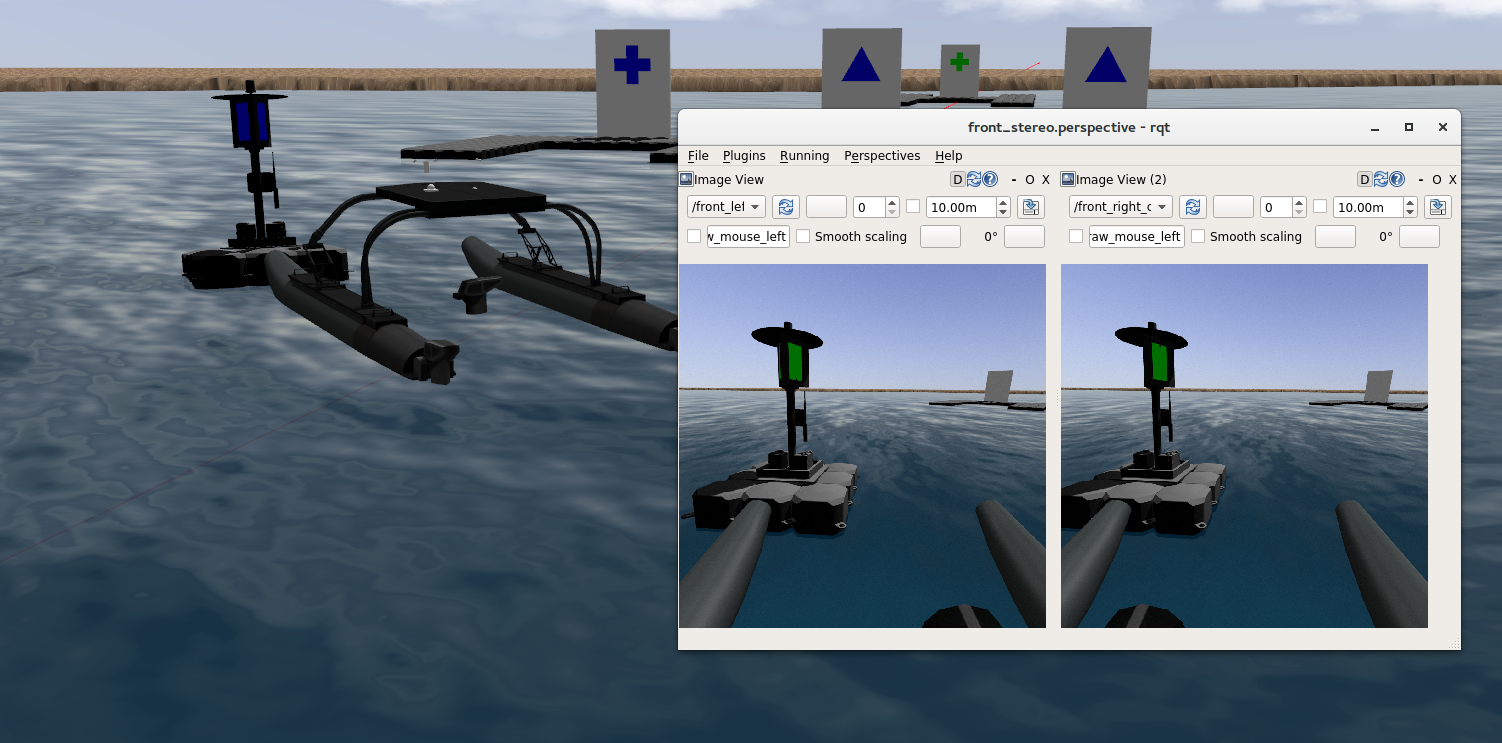 front_stereo.perspective - rqt
File Plugins Running Perspectives Help
Image View D - O X
/front_lef 0 10.00m
w_mouse_left Smooth scaling 0°
Image View (2) D - O X
/front_right_c 0 10.00m
aw_mouse_left Smooth scaling 0°